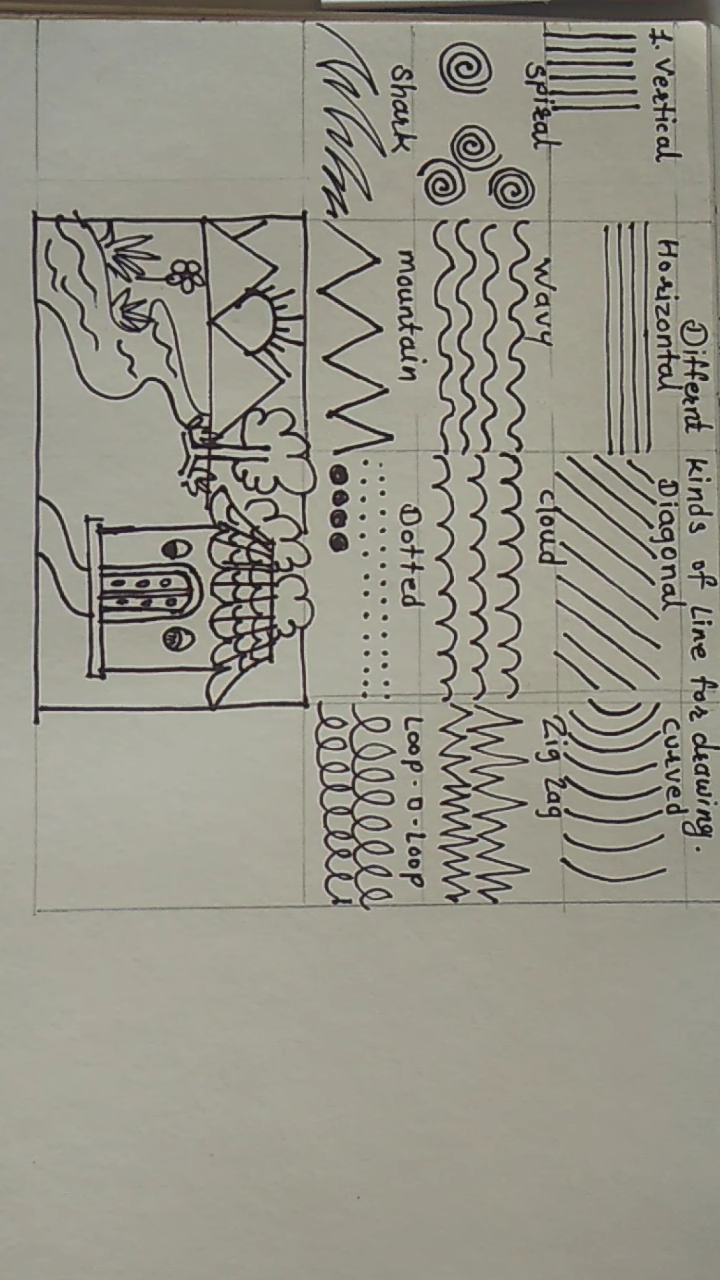 Differnt kinds of Line for drawing.
1. Vertical Horizontal Diagonal curved
Spiral wavy cloud Zig Zag
Shark mountain Dotted Loop-O-Loop